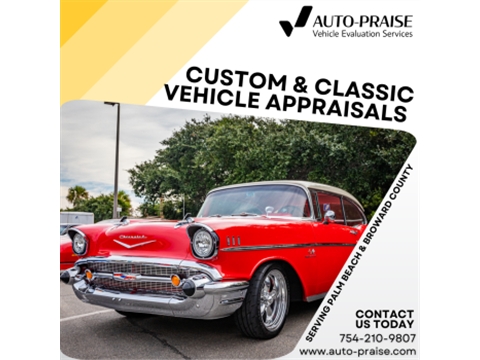 AUTO-PRAISE
Vehicle Evaluation Services
CUSTOM & CLASSIC
VEHICLE APPRAISALS
Chevrolet
SERVING PALM BEACH & BROWARD COUNTY
CONTACT
US TODAY
754-210-9807
www.auto-praise.com